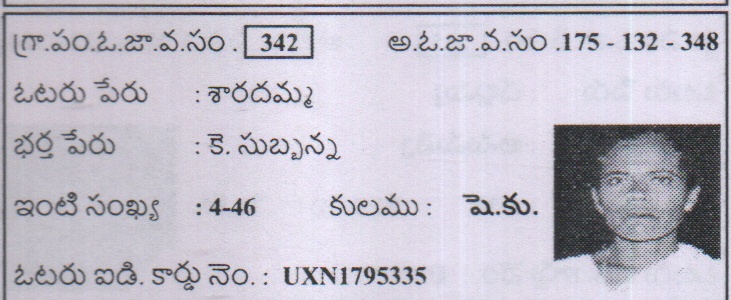 గ్రా.పం.ఓ.జా.వ.సం. 342 అ.ఓ.జా.వ.సం .175 - 132 - 348
ఓటరు పేరు : శారదమ్మ
భర్త పేరు : కె. సుబ్బన్న
ఇంటి సంఖ్య : 4-46 కులము : షె.కు.
ఓటరు ఐడి. కార్డు నెం. : UXN1795335